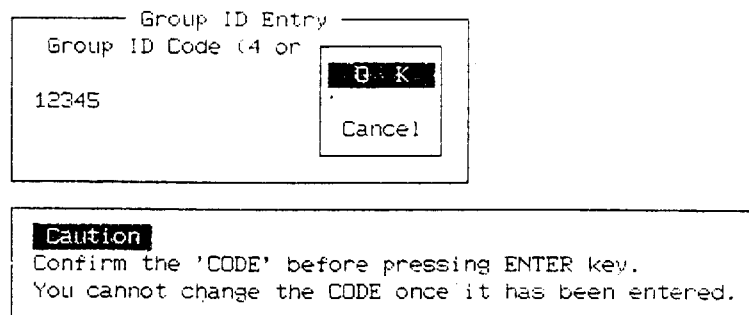 Group ID Entry
Group ID Code (4 or
O K
12345
Cancel
Caution
Confirm the 'CODE' before pressing ENTER key.
You cannot change the CODE once it has been entered.